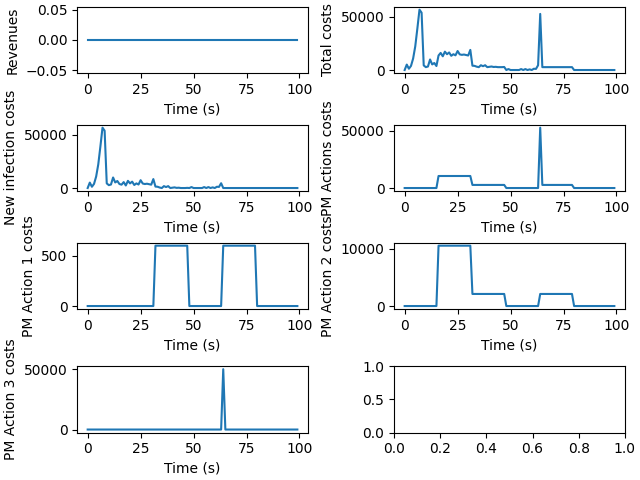 Revenues
0.05
0.00
−0.05
0 25 50 75 100
Time (s)
Total costs
50000
0
0 25 50 75 100
Time (s)
New infection costs
50000
0
0 25 50 75 100
Time (s)
PM Actions costs
50000
0
0 25 50 75 100
Time (s)
PM Action 1 costs
500
0
0 25 50 75 100
Time (s)
PM Action 2 costs
10000
0
0 25 50 75 100
Time (s)
PM Action 3 costs
50000
0
0 25 50 75 100
Time (s)
1.0
0.5
0.0
0.0 0.2 0.4 0.6 0.8 1.0